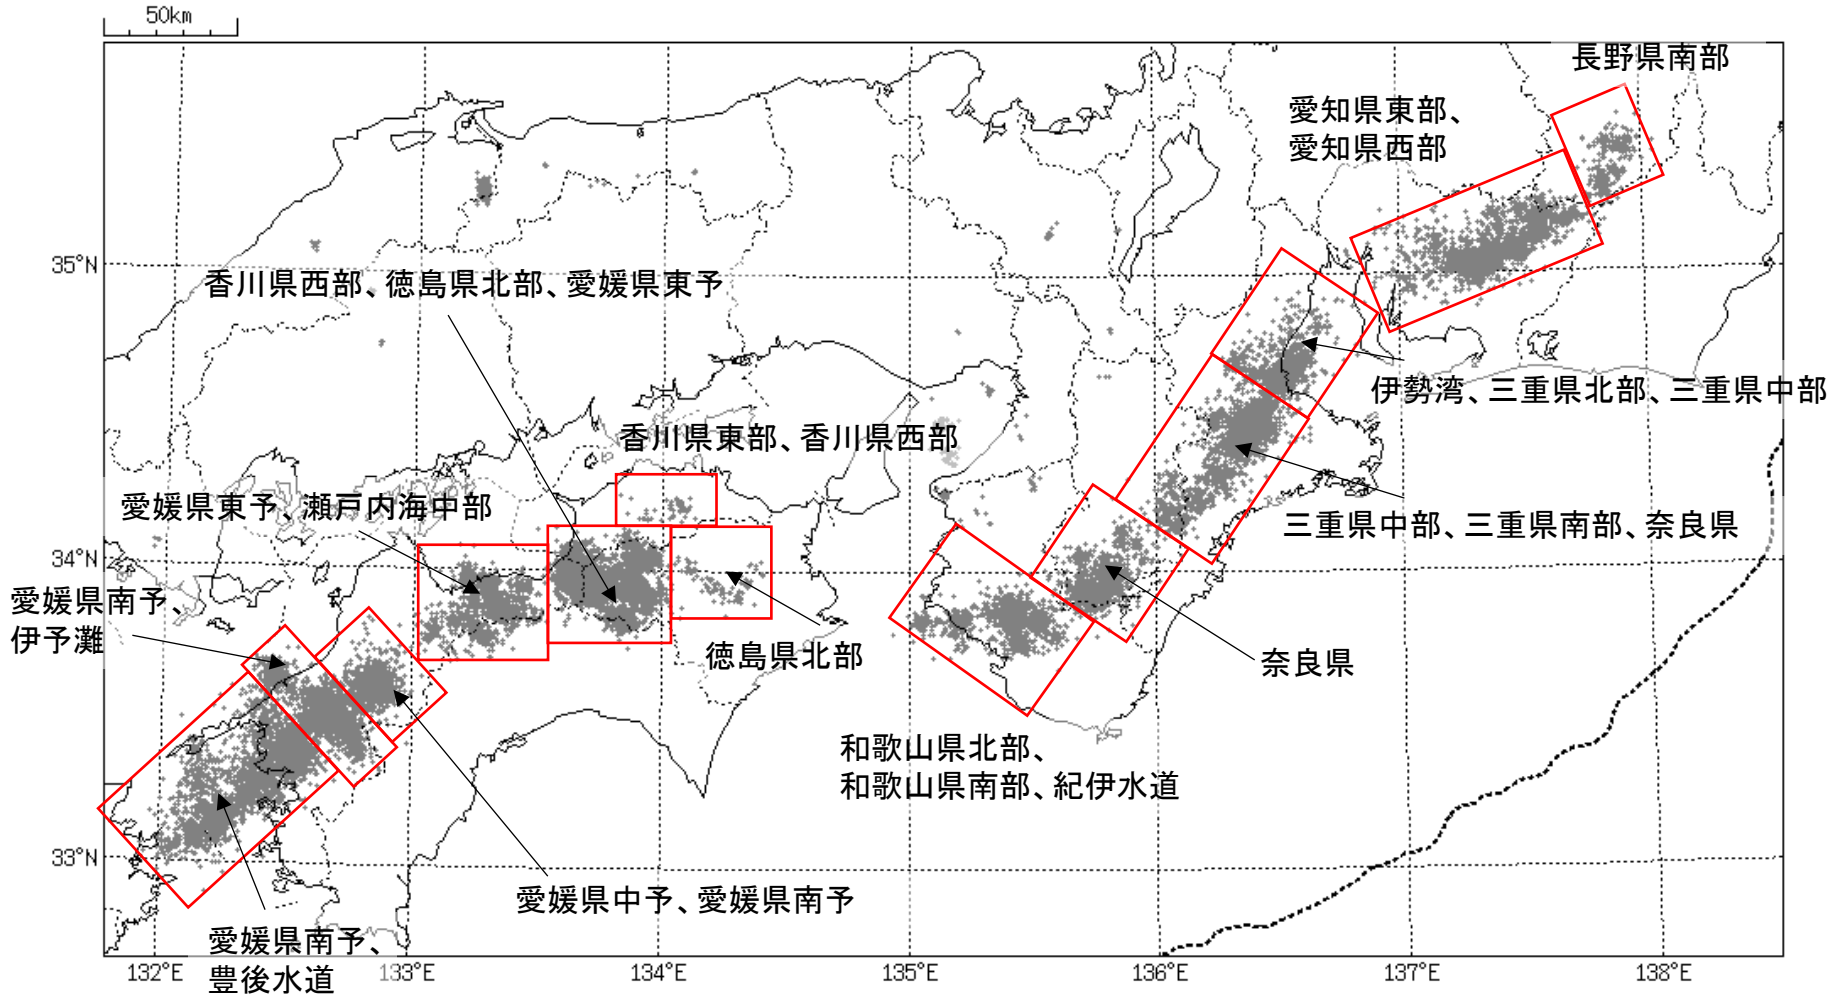 50km
長野県南部
愛知県東部、
愛知県西部
35°N
香川県西部、徳島県北部、愛媛県東予
伊勢湾、三重県北部、三重県中部
香川県東部、香川県西部
愛媛県東予、瀬戸内海中部
三重県中部、三重県南部、奈良県
34°N
愛媛県南予、
伊予灘
徳島県北部
奈良県
和歌山県北部、
和歌山県南部、紀伊水道
33°N
愛媛県中予、愛媛県南予
愛媛県南予、
豊後水道
132°E
133°E
134°E
135°E
136°E
137°E
138°E